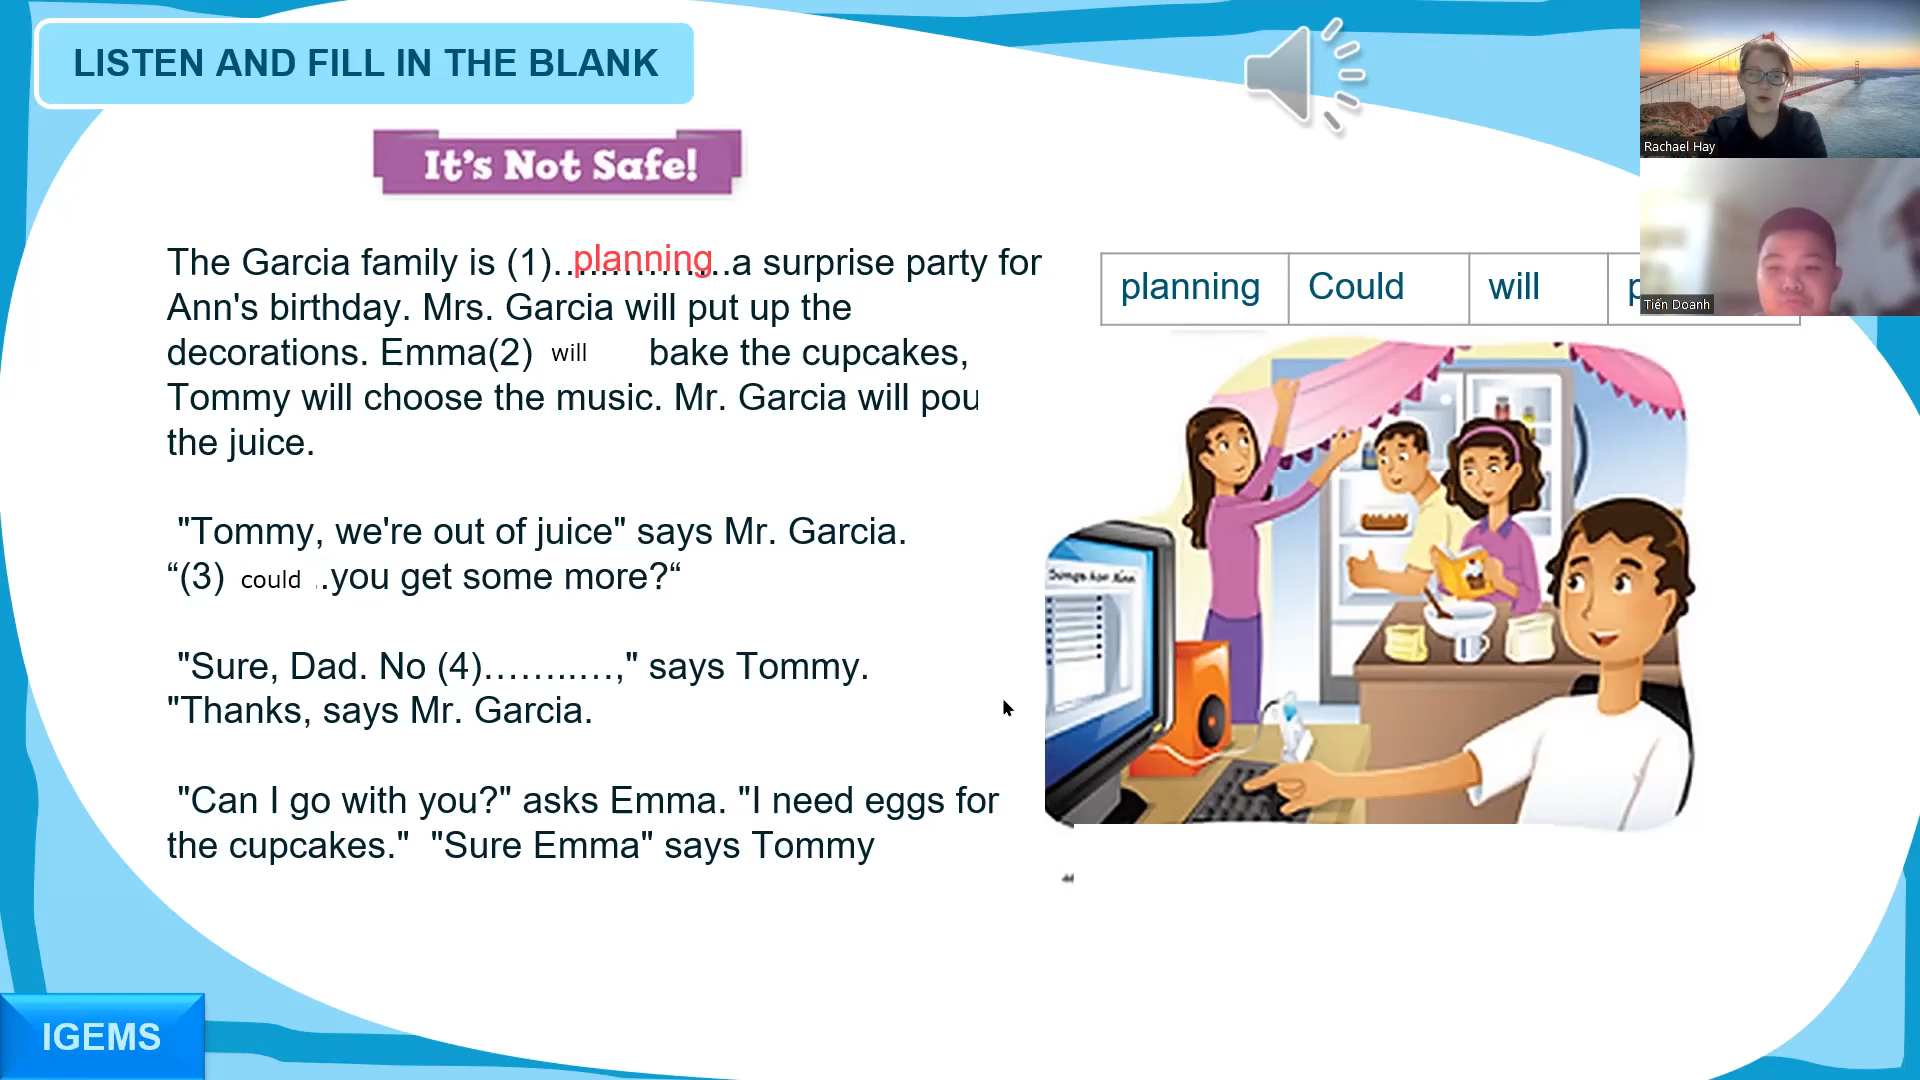 LISTEN AND FILL IN THE BLANK
It's Not Safe!
The Garcia family is (1)..planning..a surprise party for
Ann's birthday. Mrs. Garcia will put up the
decorations. Emma(2) will bake the cupcakes,
Tommy will choose the music. Mr. Garcia will pou
the juice.
"Tommy, we're out of juice" says Mr. Garcia.
“(3) could ..you get some more?“
"Sure, Dad. No (4)……..…," says Tommy.
"Thanks, says Mr. Garcia.
"Can I go with you?" asks Emma. "I need eggs for
the cupcakes."  "Sure Emma" says Tommy
planning Could will p
Songs for Ann
Rachael Hay
Tiến Doanh
IGEMS